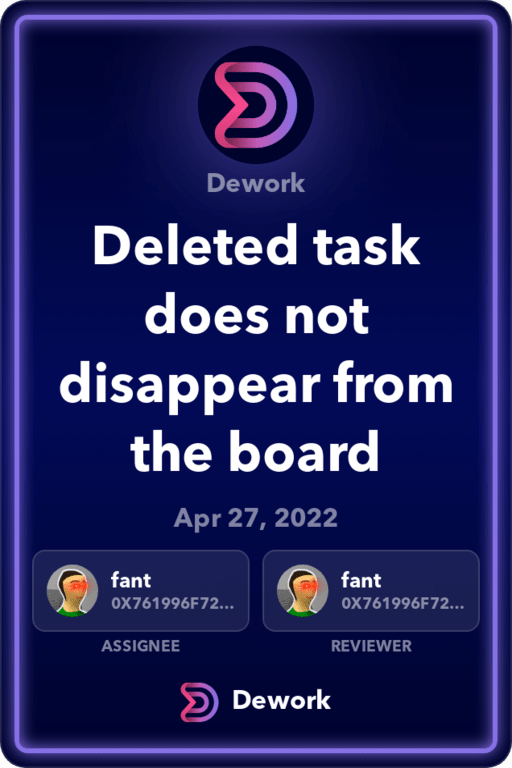 Dework
Deleted task
does not
disappear from
the board
Apr 27, 2022
fant
0X761996F72...
ASSIGNEE
fant
0X761996F72...
REVIEWER
Dework